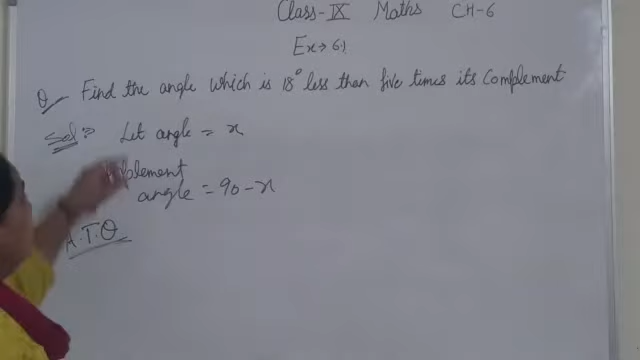 Class-IX Maths CH-6
Ex→6.1
Q Find the angle which is 18° less than five times its Complement
Sol⇒ Let angle = x
angle = 90-x
A.T.Q